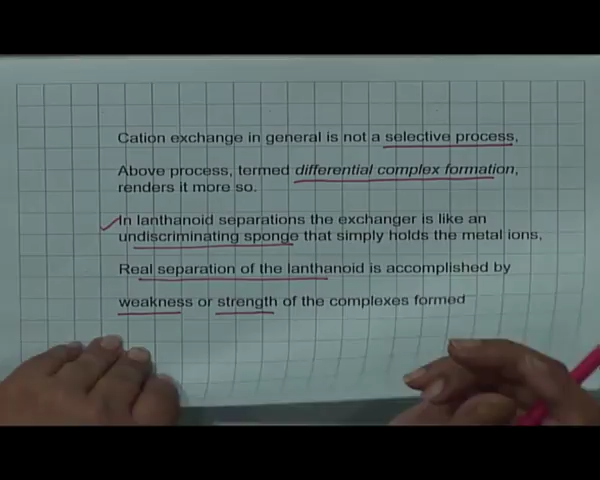 Cation exchange in general is not a selective process,
Above process, termed differential complex formation,
renders it more so.
In lanthanoid separations the exchanger is like an
undiscriminating sponge that simply holds the metal ions,
Real separation of the lanthanoid is accomplished by
weakness or strength of the complexes formed